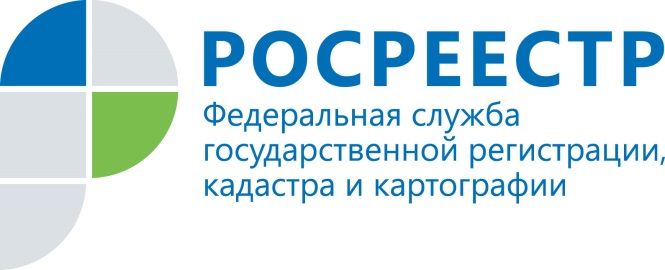 РОСРЕЕСТР
Федеральная служба
государственной регистрации,
кадастра и картографии